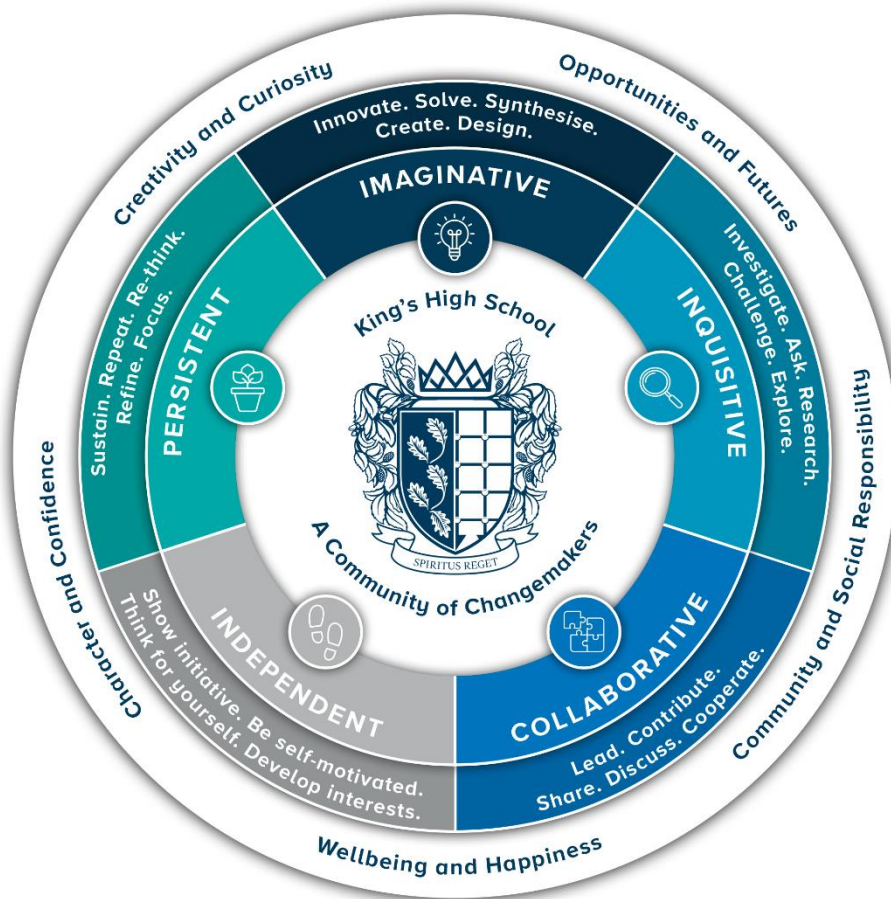 Creativity and Curiosity
Opportunities and Futures
Community and Social Responsibility
Wellbeing and Happiness
Character and Confidence
Innovate. Solve. Synthesise.
Create. Design.
IMAGINATIVE
Investigate. Ask. Research.
Challenge. Explore.
INQUISITIVE
Lead. Contribute.
Share. Discuss. Cooperate.
COLLABORATIVE
Show initiative. Be self-motivated.
Think for yourself. Develop interests.
INDEPENDENT
Sustain. Repeat. Re-think.
Refine. Focus.
PERSISTENT
King's High School
SPIRITUS REGET
A Community of Changemakers